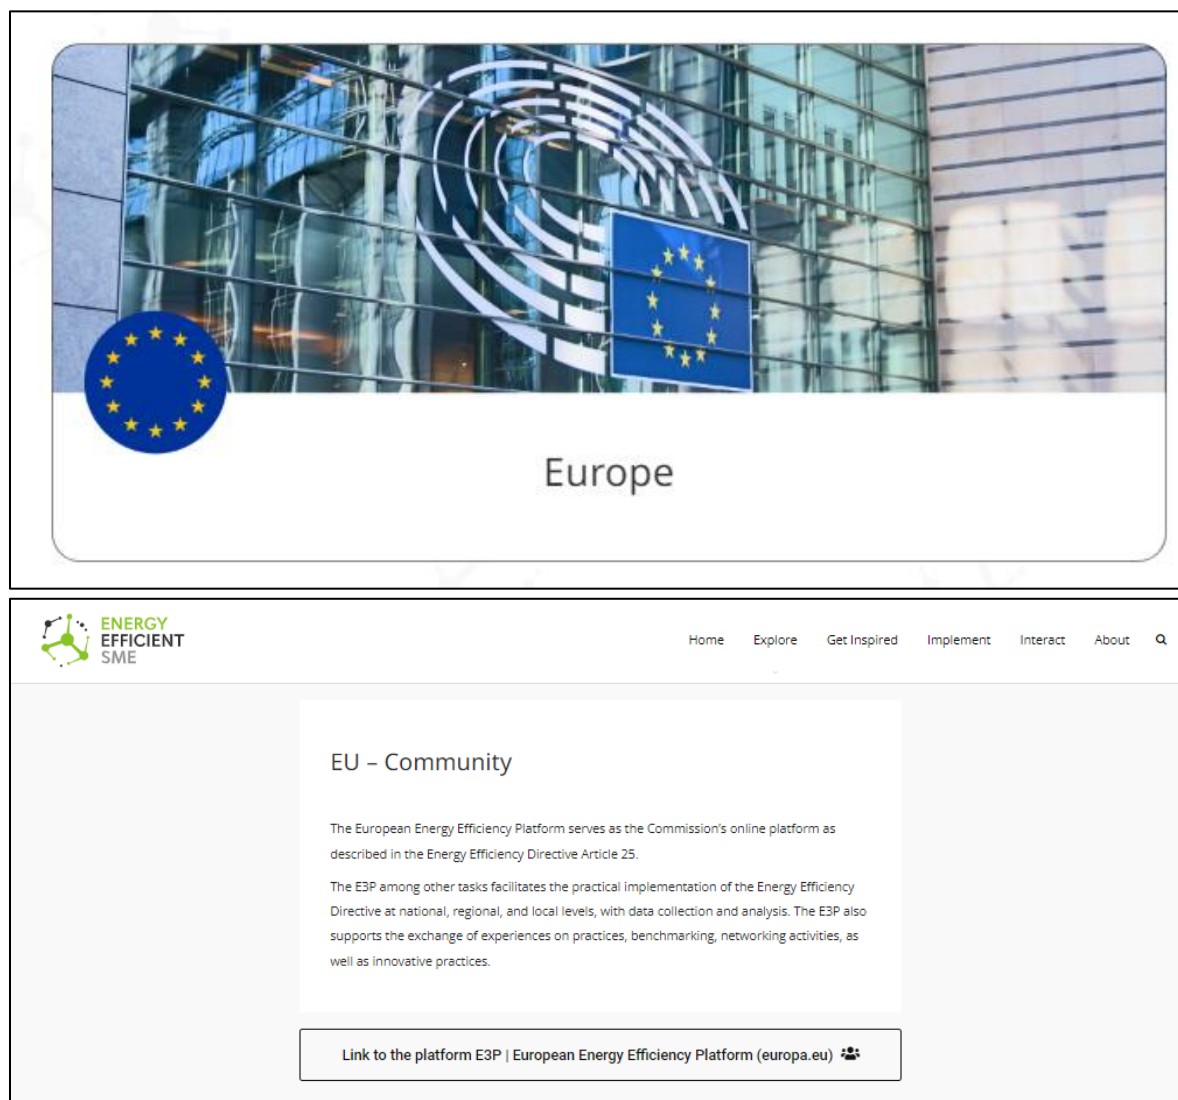 Europe
ENERGY
EFFICIENT
SME
Home Explore Get Inspired Implement Interact About
EU – Community
The European Energy Efficiency Platform serves as the Commission's online platform as
described in the Energy Efficiency Directive Article 25.
The E3P among other tasks facilitates the practical implementation of the Energy Efficiency
Directive at national, regional, and local levels, with data collection and analysis. The E3P also
supports the exchange of experiences on practices, benchmarking, networking activities, as
well as innovative practices.
Link to the platform E3P | European Energy Efficiency Platform (europa.eu)